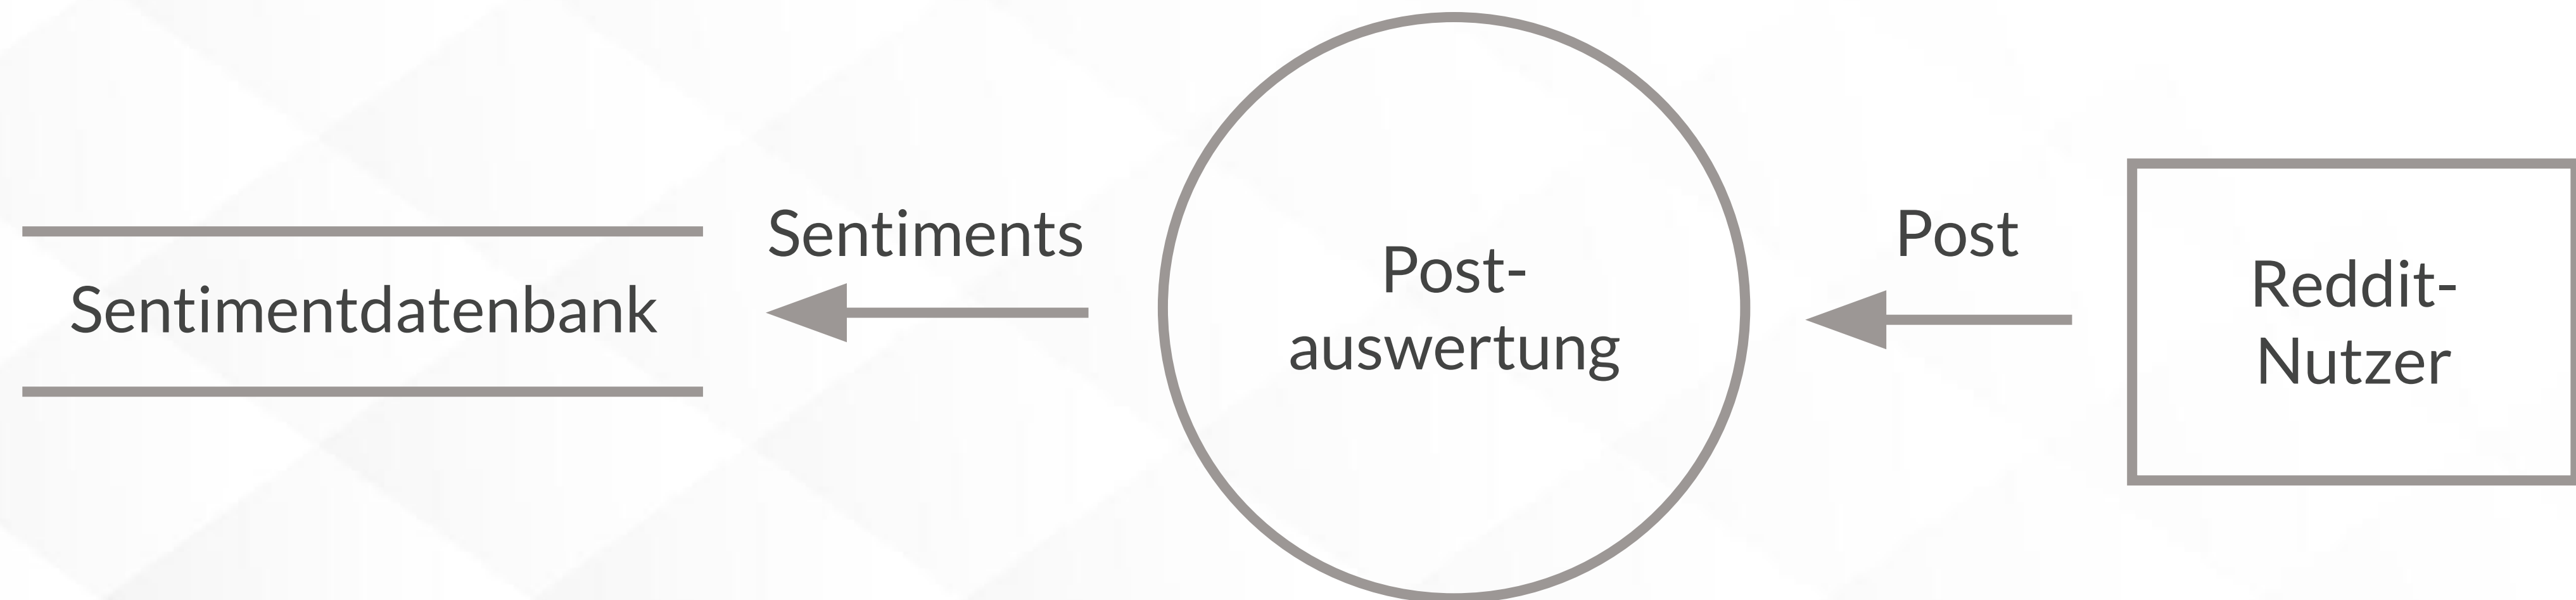 Sentimentdatenbank
Sentiments
Post-
auswertung
Post
Reddit-
Nutzer